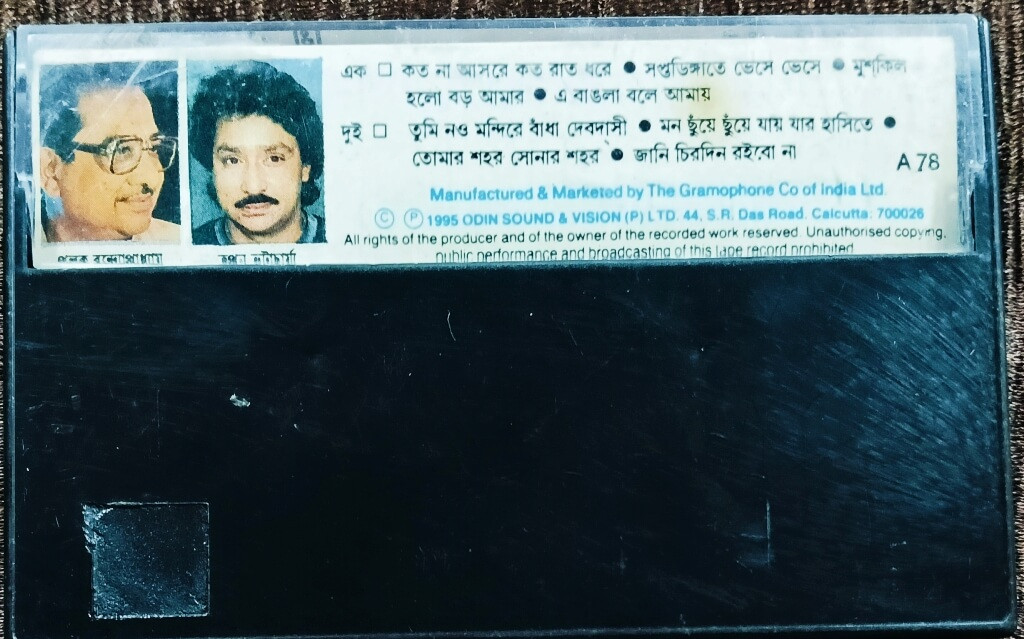 এক □ কত না আসরে কত রাত ধরে ● সপ্তডিঙ্গাতে ভেসে ভেসে ● মুশকিল
হলো বড় আমার ● এ বাঙলা বলে আমায়
দুই □ তুমি নও মন্দিরে বাঁধা দেবদাসী ● মন ছুঁয়ে ছুঁয়ে যায় যার হাসিতে ●
তোমার শহর সোনার শহর ● জানি চিরদিন রইবো না
A 78
Manufactured & Marketed by The Gramophone Co of India Ltd.
© ℗ 1995 ODIN SOUND & VISION (P) LTD. 44, S.R. Das Road. Calcutta: 700026
All rights of the producer and of the owner of the recorded work reserved. Unauthorised copying,
public performance and broadcasting of this tape record prohibited
পুলক বন্দ্যোপাধ্যায়